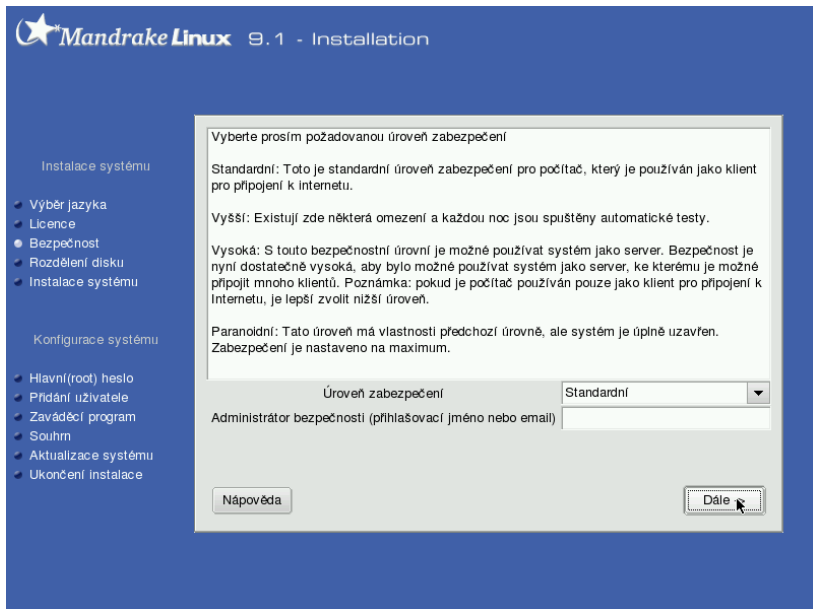 Mandrake Linux 9.1 - Installation
Instalace systému
Výběr jazyka
Licence
Bezpečnost
Rozdělení disku
Instalace systému
Konfigurace systému
Hlavní(root) heslo
Přidání uživatele
Zaváděcí program
Souhrn
Aktualizace systému
Ukončení instalace
Vyberte prosím požadovanou úroveň zabezpečení
Standardní: Toto je standardní úroveň zabezpečení pro počítač, který je používán jako klient
pro připojení k internetu.
Vyšší: Existují zde některá omezení a každou noc jsou spuštěny automatické testy.
Vysoká: S touto bezpečnostní úrovní je možné používat systém jako server. Bezpečnost je
nyní dostatečně vysoká, aby bylo možné používat systém jako server, ke kterému je možné
připojit mnoho klientů. Poznámka: pokud je počítač používán pouze jako klient pro připojení k
Internetu, je lepší zvolit nižší úroveň.
Paranoidní: Tato úroveň má vlastnosti předchozí úrovně, ale systém je úplně uzavřen.
Zabezpečení je nastaveno na maximum.
Úroveň zabezpečení
Standardní
Administrátor bezpečnosti (přihlašovací jméno nebo email)
Nápověda
Dále